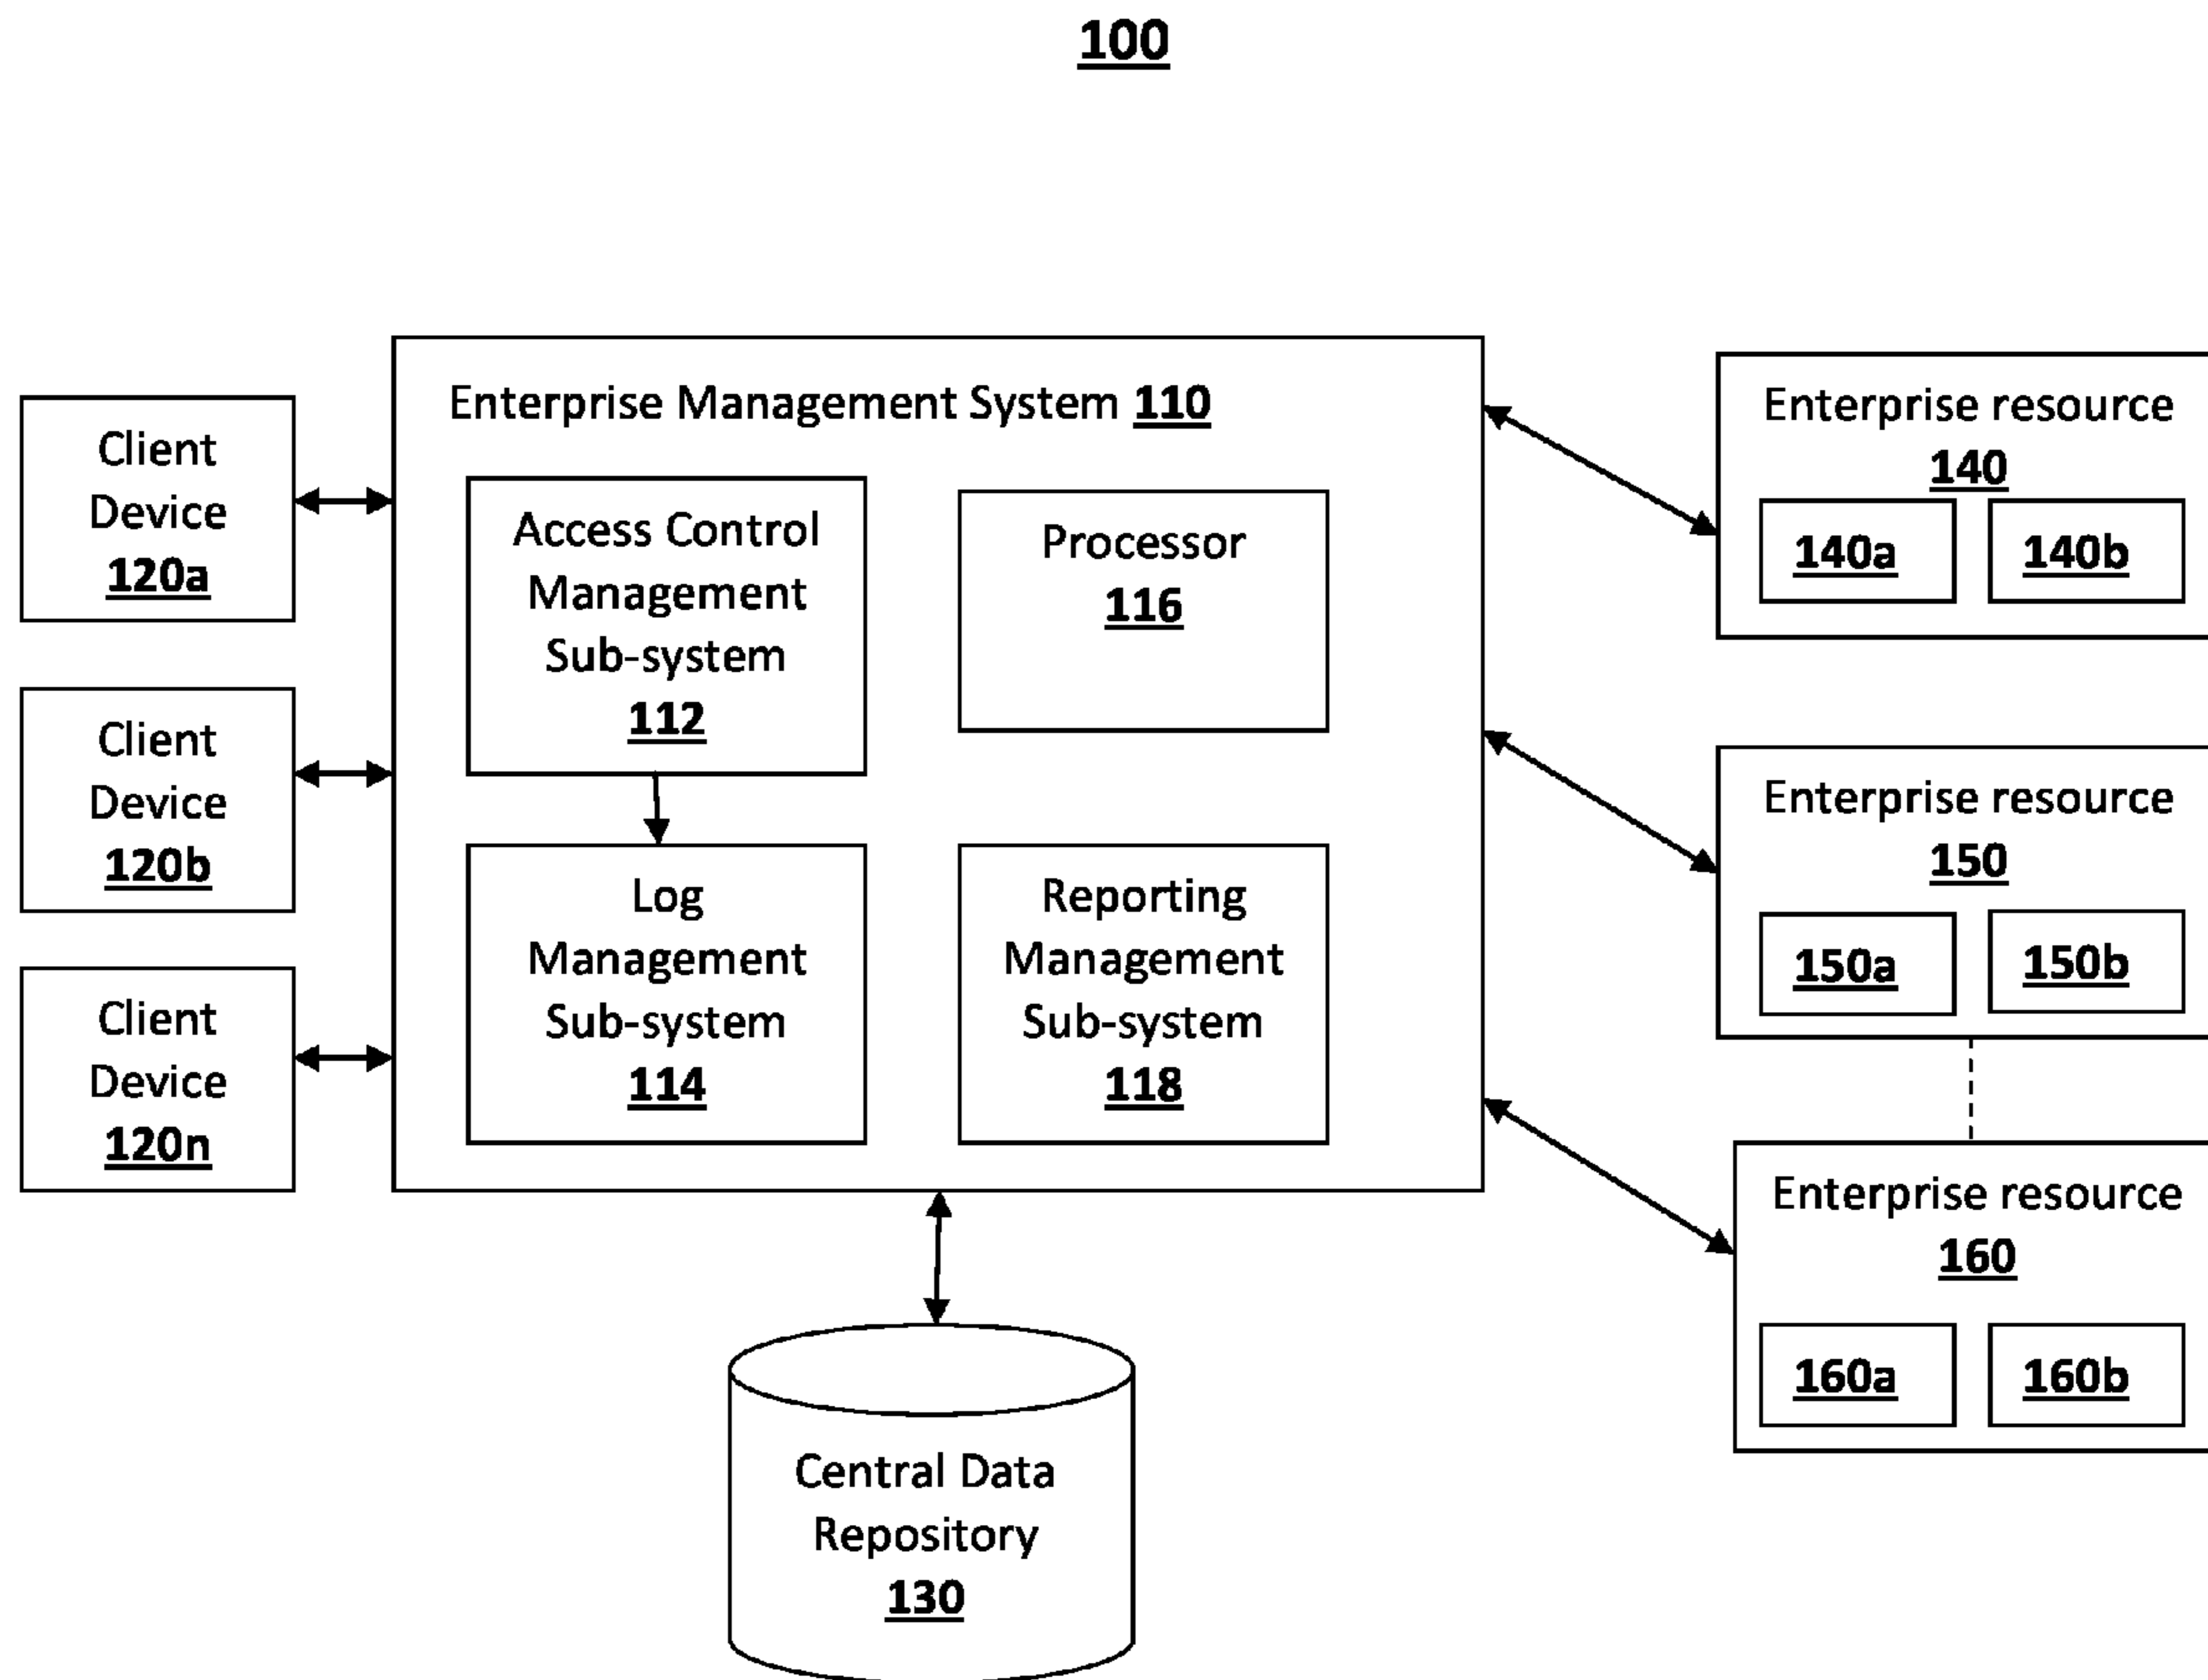 100
Client
Device
120a
Client
Device
120b
Client
Device
120n
Enterprise Management System 110
Access Control
Management
Sub-system
112
Processor
116
Log
Management
Sub-system
114
Reporting
Management
Sub-system
118
Enterprise resource
140
140a
140b
Enterprise resource
150
150a
150b
Enterprise resource
160
160a
160b
Central Data
Repository
130